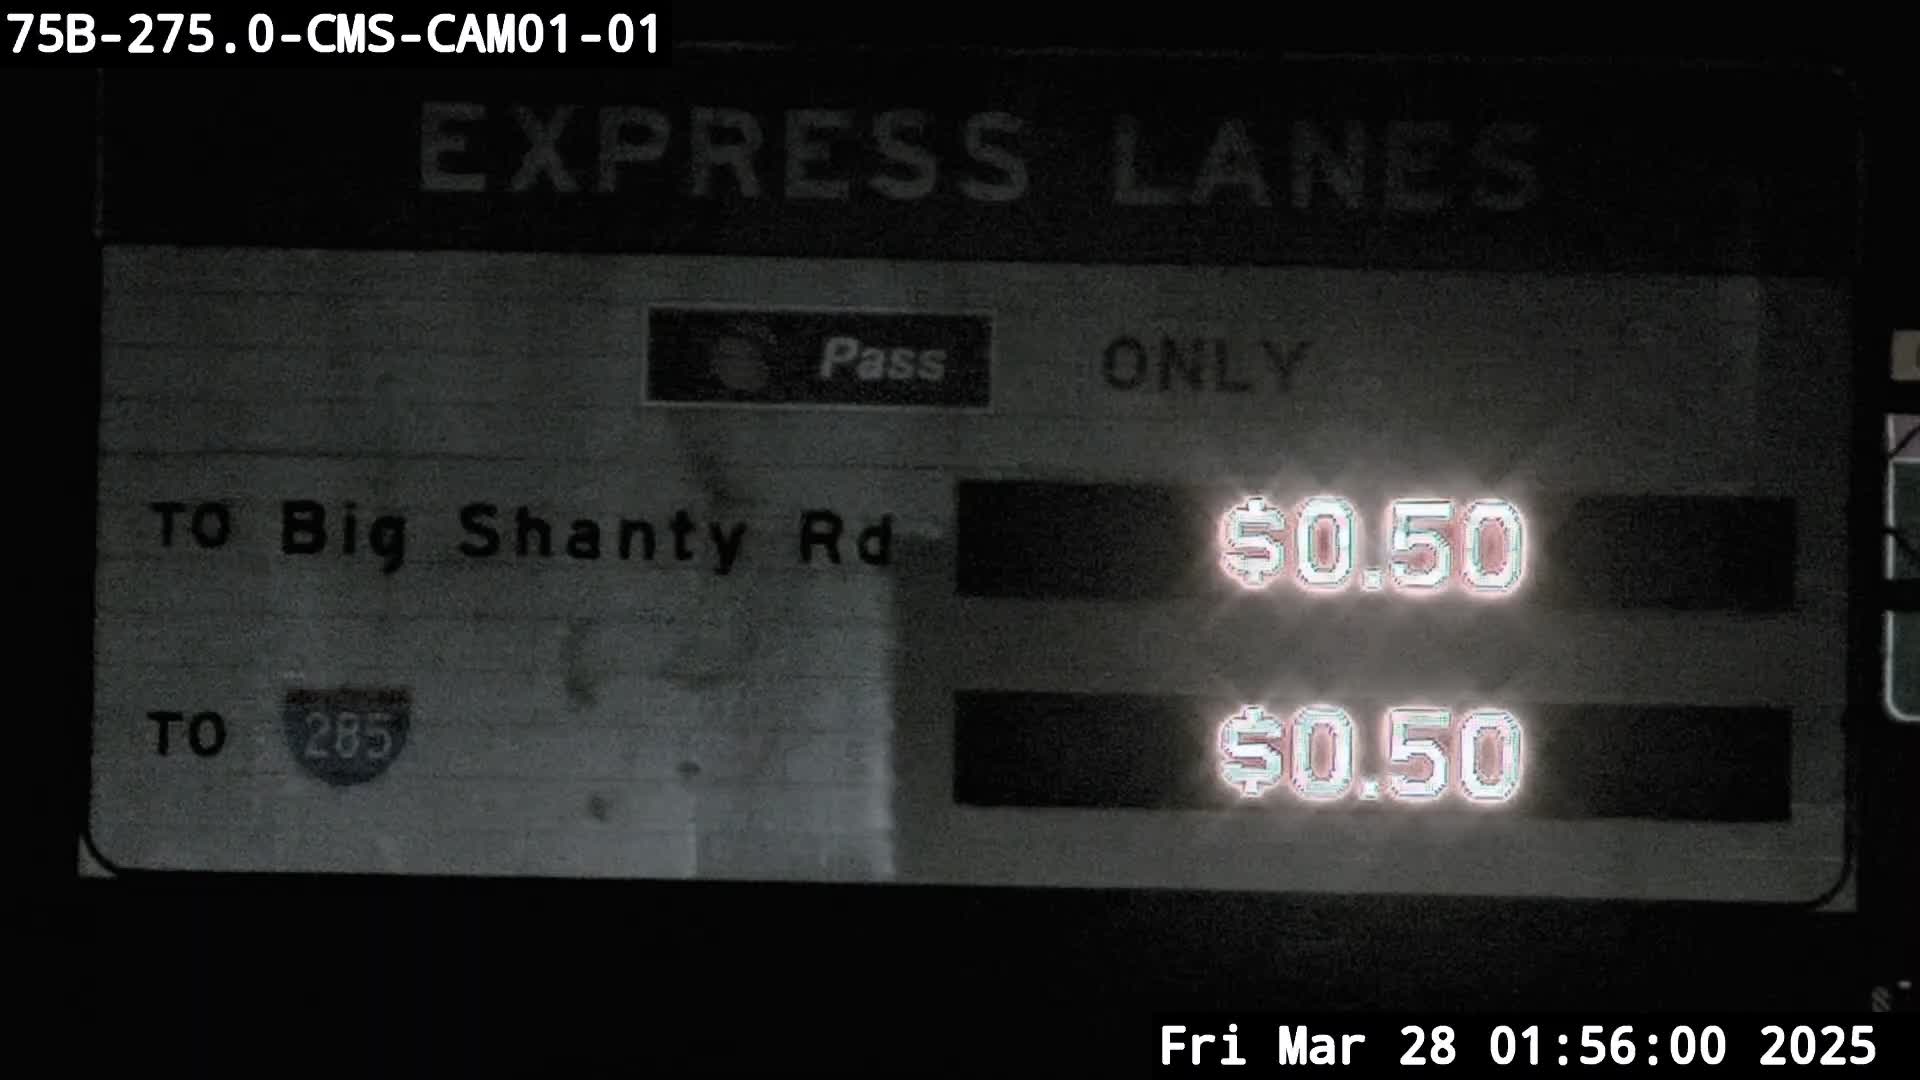 75B-275.0-CMS-CAM01-01
EXPRESS LANES
Pass ONLY
TO Big Shanty Rd $0.50
TO 285 $0.50
Fri Mar 28 01:56:00 2025